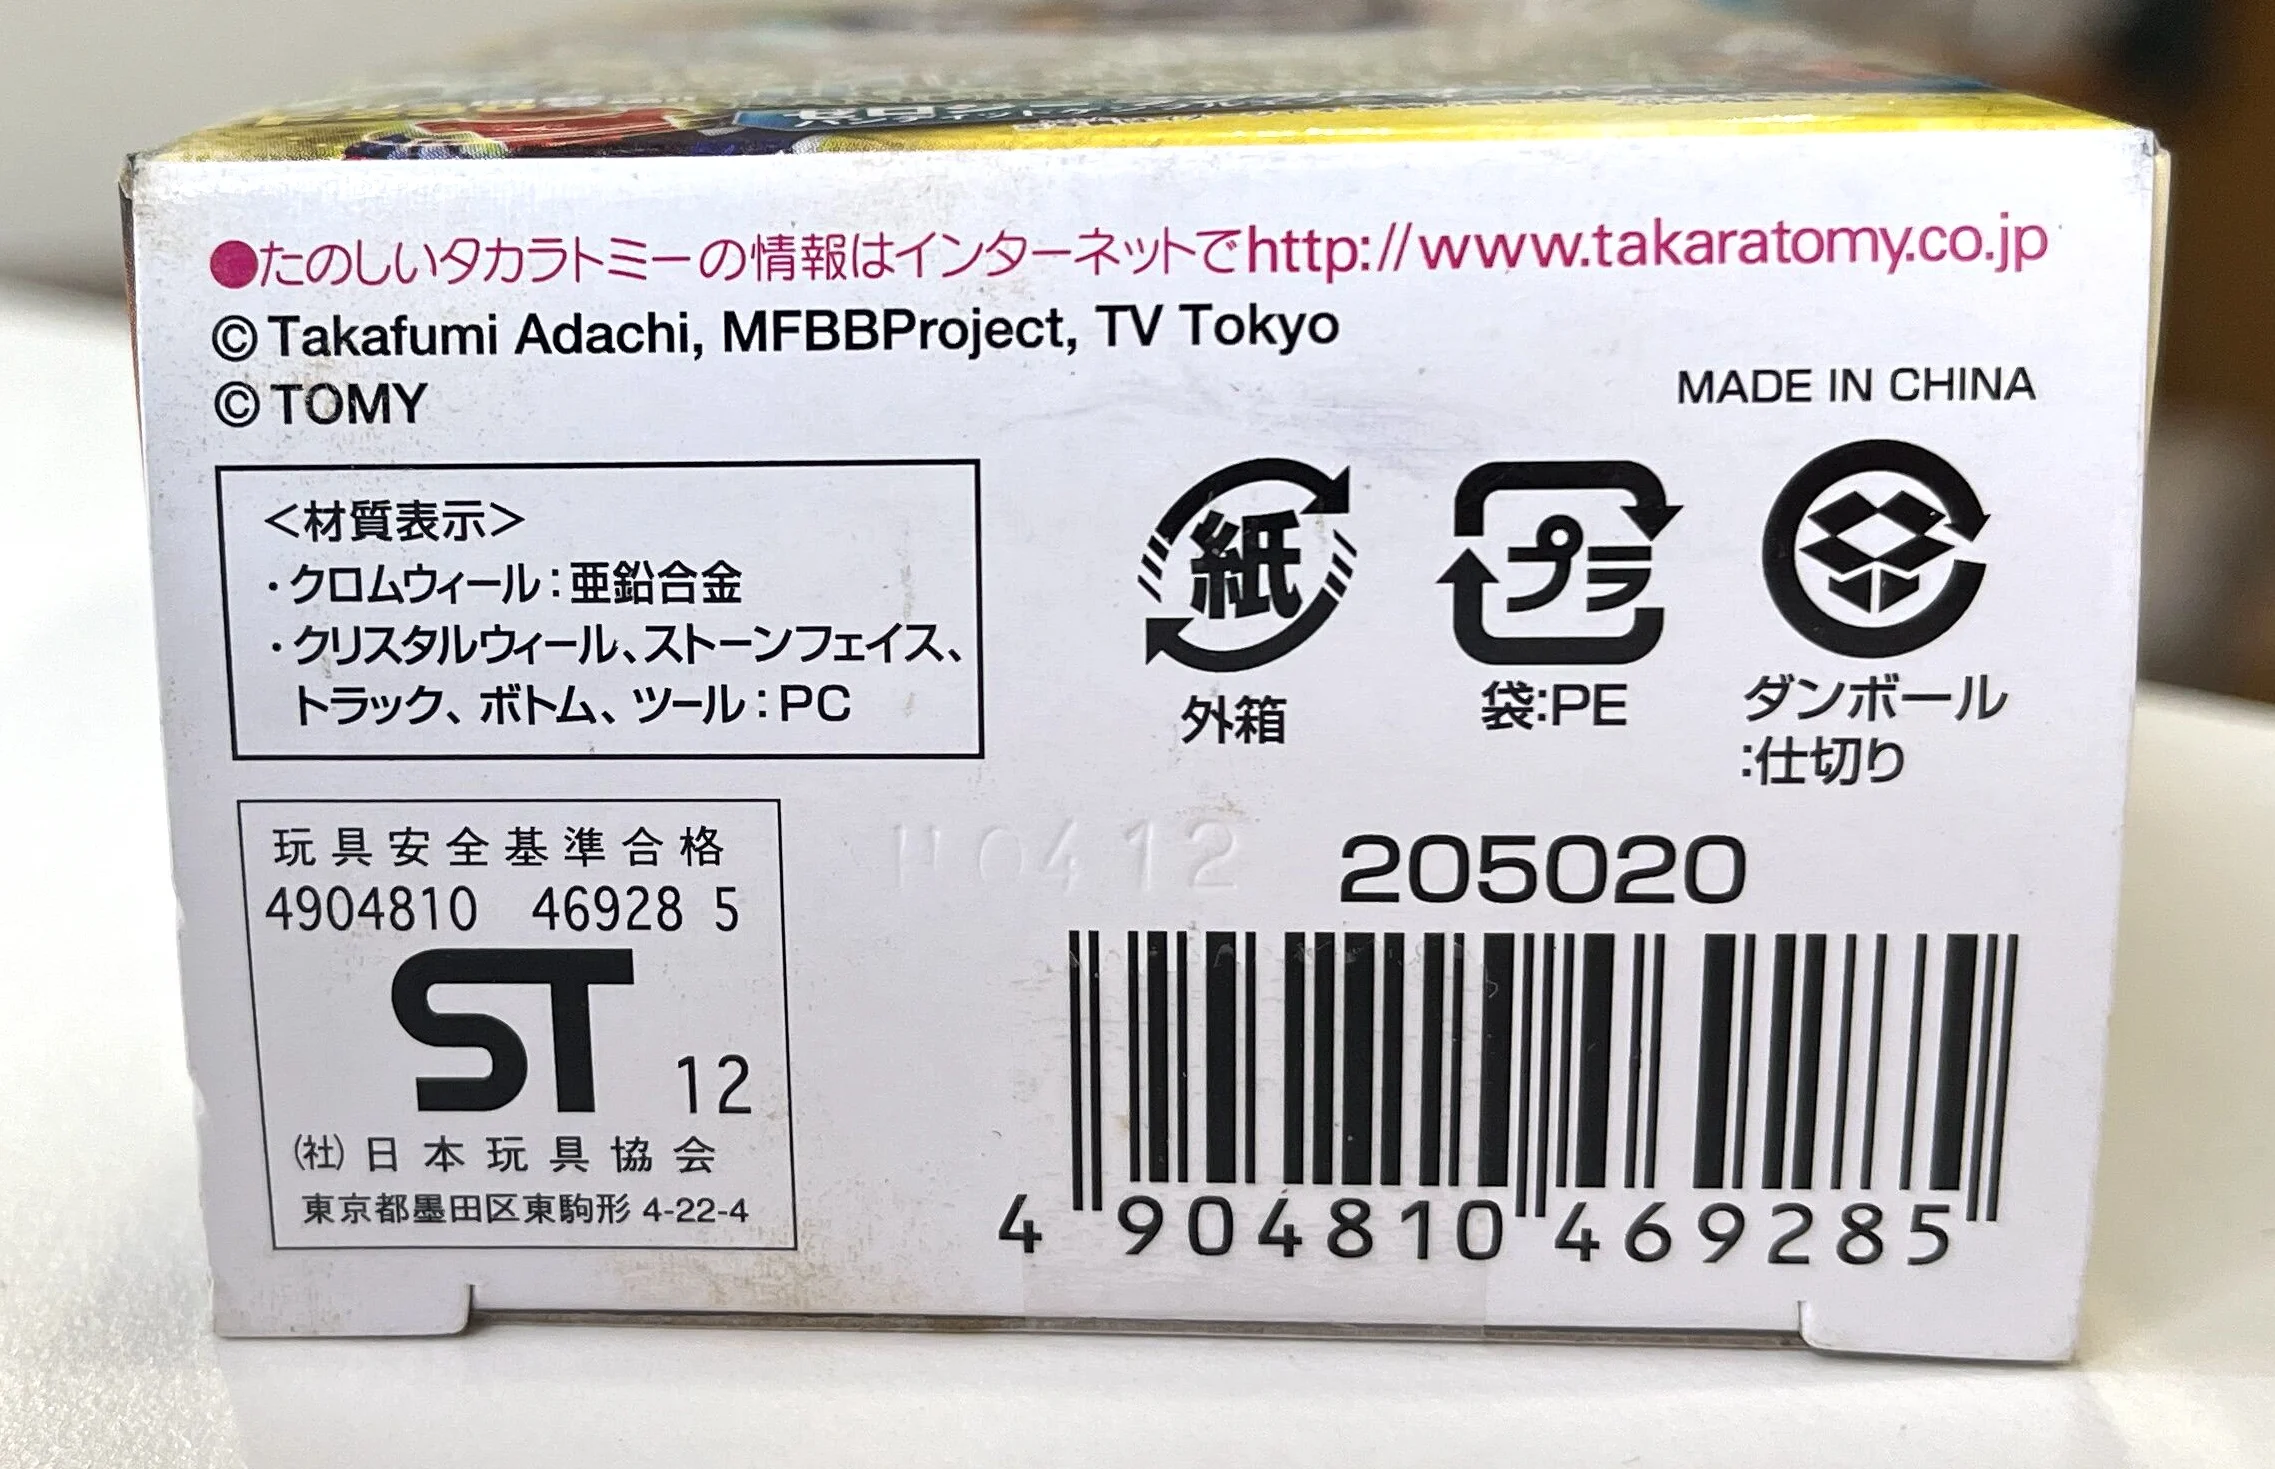 ●たのしいタカラトミーの情報はインターネットでhttp://www.takaratomy.co.jp
© Takafumi Adachi, MFBBProject, TV Tokyo
© TOMY
MADE IN CHINA
<材質表示>
・クロムウィール:亜鉛合金
・クリスタルウィール、ストーンフェイス、
トラック、ボトム、ツール:PC
紙
外箱
プラ
袋:PE
ダンボール
:仕切り
玩具安全基準合格
4904810 46928 5
ST 12
(社)日本玩具協会
東京都墨田区東駒形 4-22-4
0412
205020
4 904810 469285